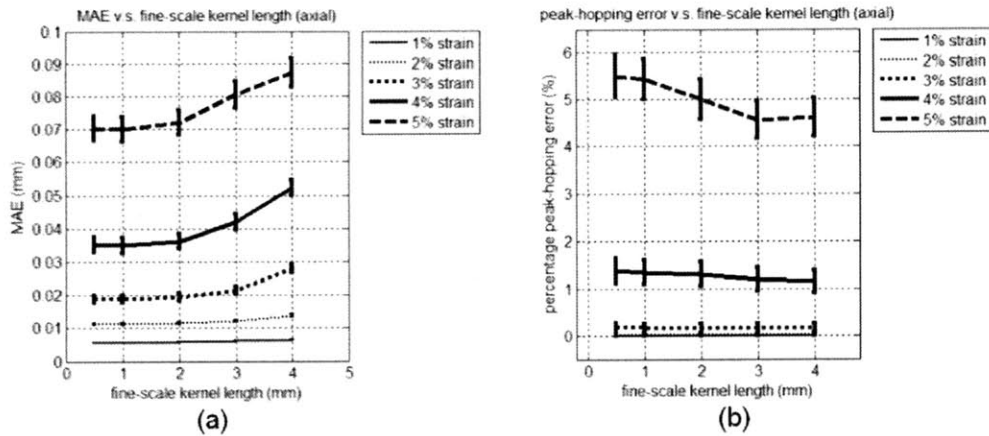 MAE v.s. fine-scale kernel length (axial)
0.1
0.09
0.08
0.07
0.06
0.05
0.04
0.03
0.02
0.01
0
MAE (mm)
0 1 2 3 4 5
fine-scale kernel length (mm)
1% strain
2% strain
3% strain
4% strain
5% strain
(a)
peak-hopping error v.s. fine-scale kernel length (axial)
6
5
4
3
2
1
0
percentage peak-hopping error (%)
0 1 2 3 4
fine-scale kernel length (mm)
1% strain
2% strain
3% strain
4% strain
5% strain
(b)